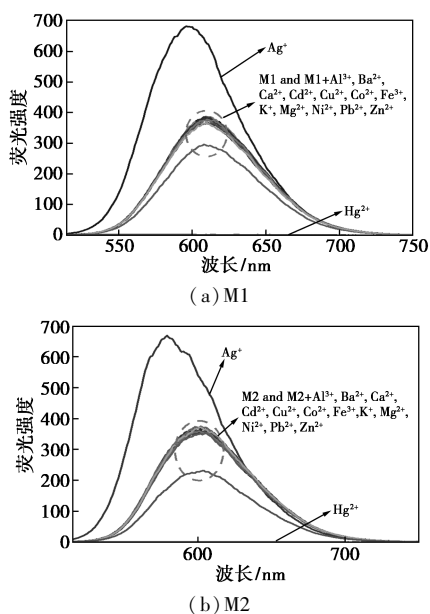 700
600
500
400
300
200
100
0
荧光强度
Ag⁺
M1 and M1+Al³⁺, Ba²⁺,
Ca²⁺, Cd²⁺, Cu²⁺, Co²⁺, Fe³⁺,
K⁺, Mg²⁺, Ni²⁺, Pb²⁺, Zn²⁺
Hg²⁺
550 600 650 700 750
波长/nm
(a)M1
700
600
500
400
300
200
100
0
荧光强度
Ag⁺
M2 and M2+Al³⁺, Ba²⁺, Ca²⁺,
Cd²⁺, Cu²⁺, Co²⁺, Fe³⁺,K⁺, Mg²⁺,
Ni²⁺, Pb²⁺, Zn²⁺
Hg²⁺
600 700
波长/nm
(b)M2